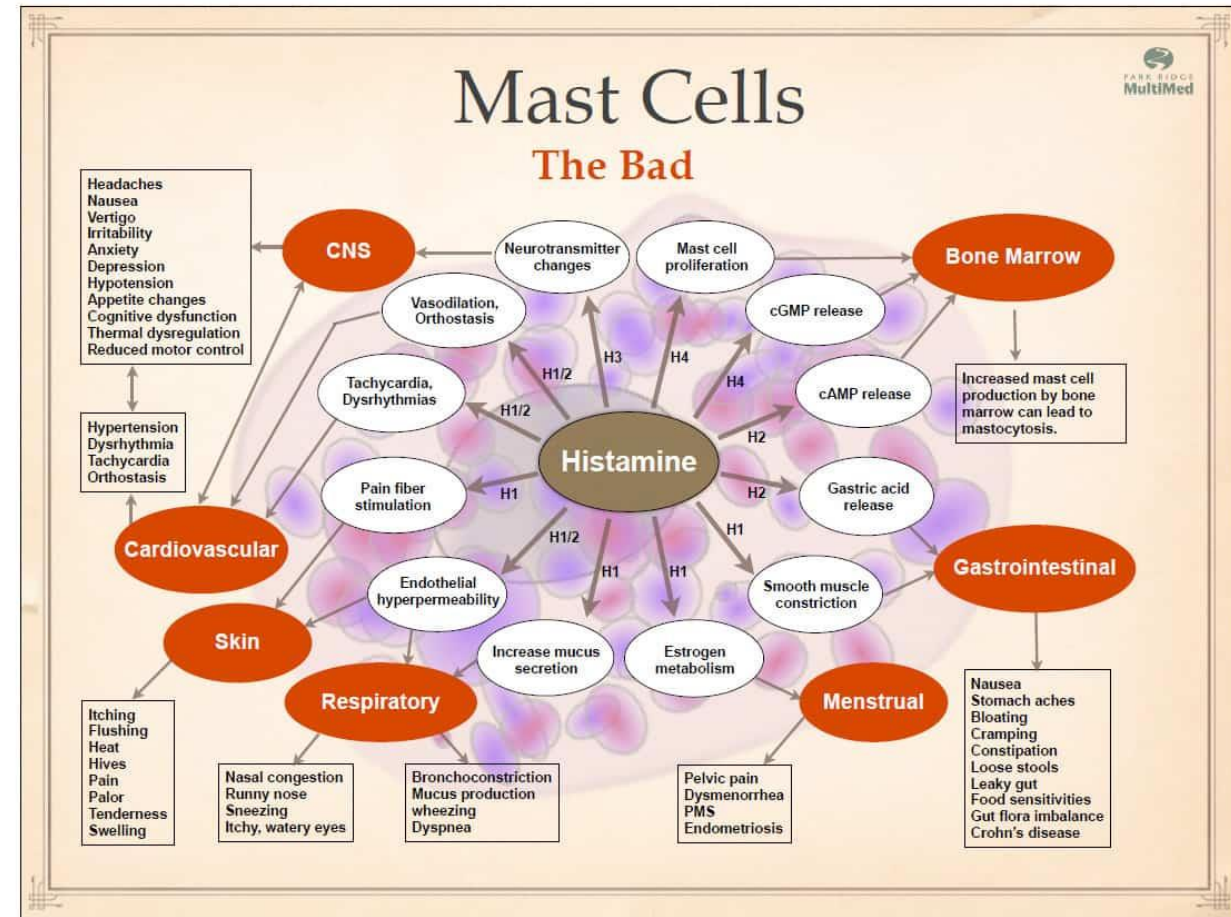 PARK RIDGE
MultiMed
Mast Cells
The Bad
Headaches
Nausea
Vertigo
Irritability
Anxiety
Depression
Hypotension
Appetite changes
Cognitive dysfunction
Thermal dysregulation
Reduced motor control
CNS
Neurotransmitter
changes
Mast cell
proliferation
Bone Marrow
Vasodilation,
Orthostasis
cGMP release
H3
H4
H1/2
H4
Tachycardia,
Dysrhythmias
cAMP release
Increased mast cell
production by bone
marrow can lead to
mastocytosis.
H1/2
H2
Hypertension
Dysrhythmia
Tachycardia
Orthostasis
Histamine
Pain fiber
stimulation
H1
H2
Gastric acid
release
H1/2
H1
H1
H1
Cardiovascular
Gastrointestinal
Endothelial
hyperpermeability
Smooth muscle
constriction
Skin
Increase mucus
secretion
Estrogen
metabolism
Respiratory
Menstrual
Itching
Flushing
Heat
Hives
Pain
Palor
Tenderness
Swelling
Nasal congestion
Runny nose
Sneezing
Itchy, watery eyes
Bronchoconstriction
Mucus production
wheezing
Dyspnea
Pelvic pain
Dysmenorrhea
PMS
Endometriosis
Nausea
Stomach aches
Bloating
Cramping
Constipation
Loose stools
Leaky gut
Food sensitivities
Gut flora imbalance
Crohn's disease